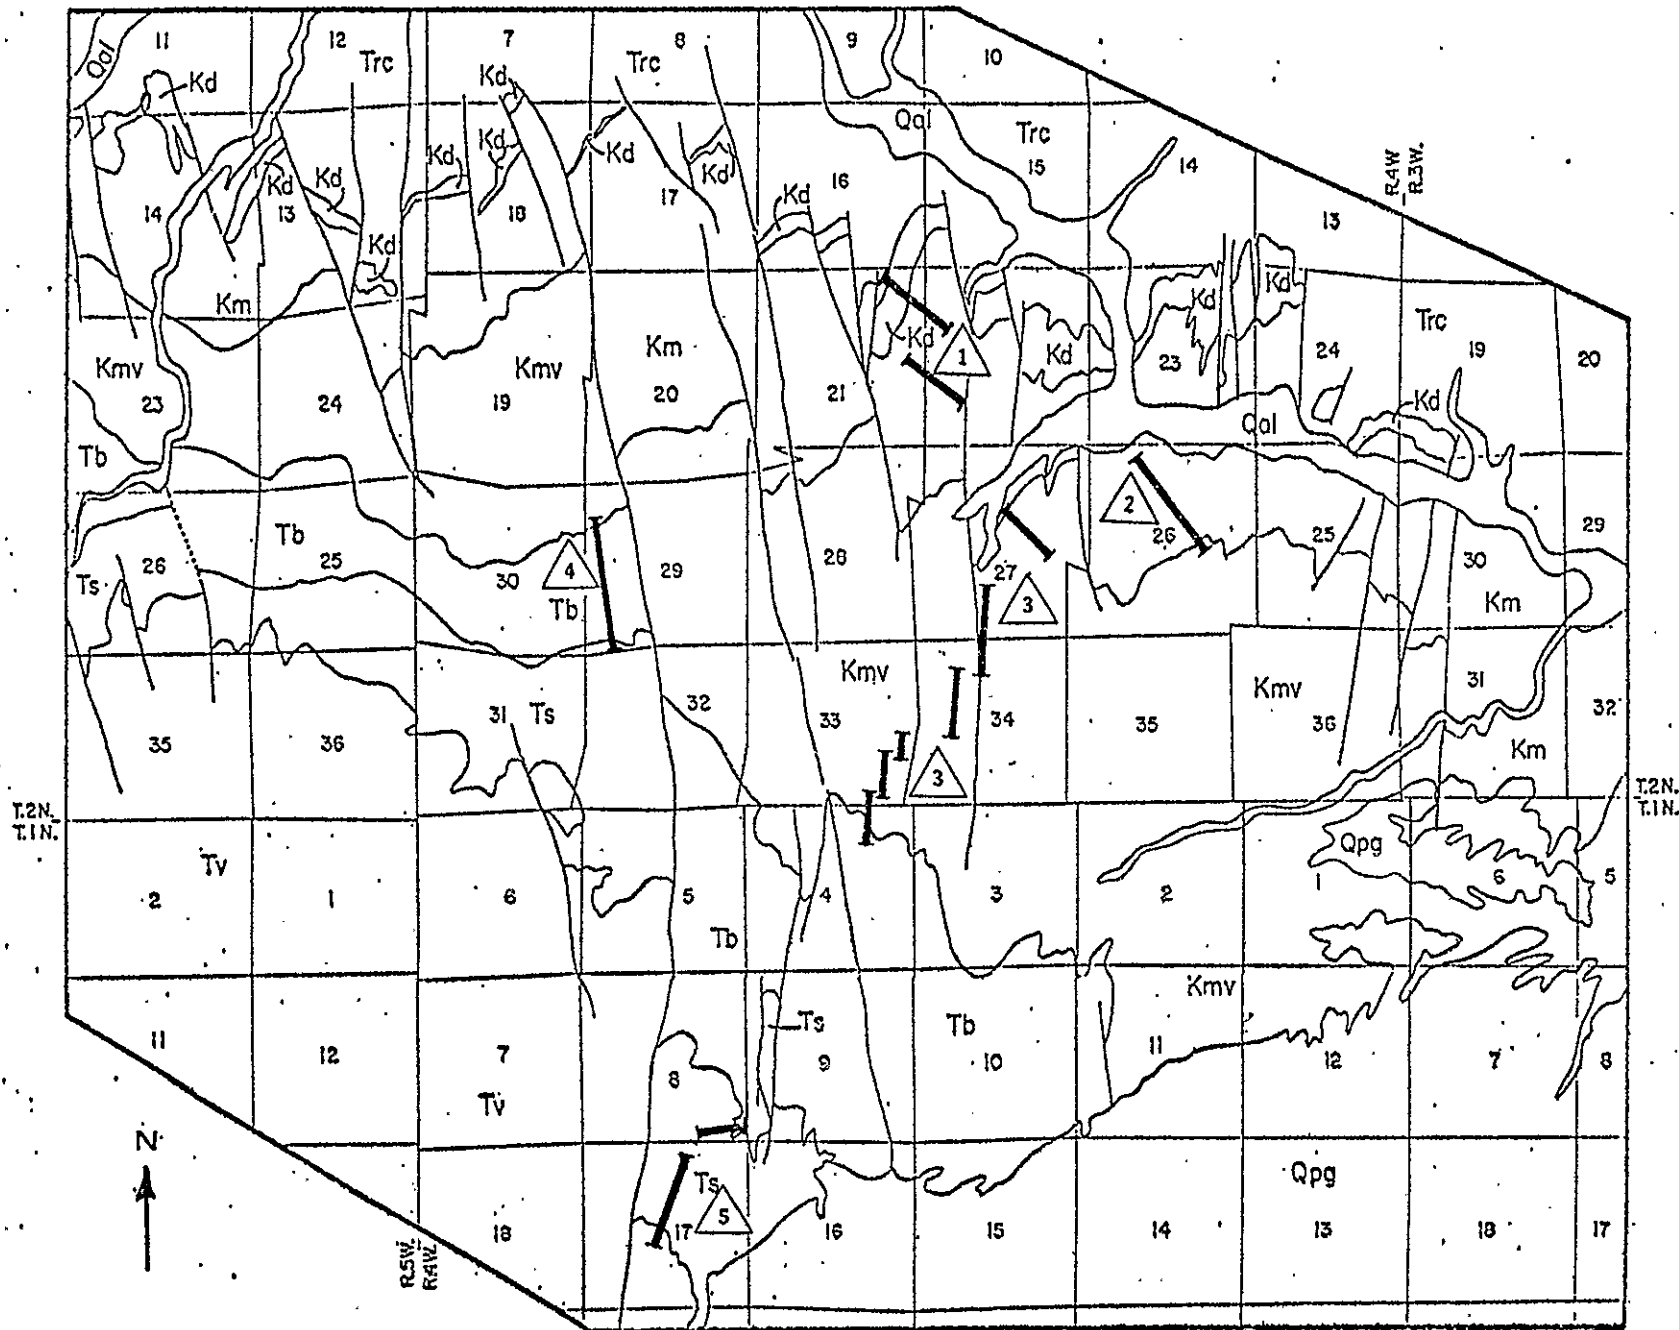 11 12 7 8 9 10
Qal Kd Trc Kd Trc
Qal Trc
Kd Kd Kd Kd 15 14
R.4W. R.3W.
Kd Kd Kd 16
14 13 18 17 Kd 13
Kd
Km Kd Kd
Kmv Kmv Km Kd 1 Kd 23 24 Trc 19 20
23 24 19 20 21 Kd
Tb Qal
2
Tb 26 25 29
26 25 30 4 29 28 27 30
Ts Tb 3 Km
Kmv
32 Kmv 31
31 Ts 33 34 35 36 32
35 36 Km
3
T.2N. T.2N.
T.1N. T.1N.
Tv Qpg
2 1 6 5 4 3 2 1 6 5
Tb
Kmv
Ts Tb
11 12 7 9 10 11 12 7 8
8
Tv
N
Ts Qpg
5
18 17 16 15 14 13 18 17
R.5W. R.4W.